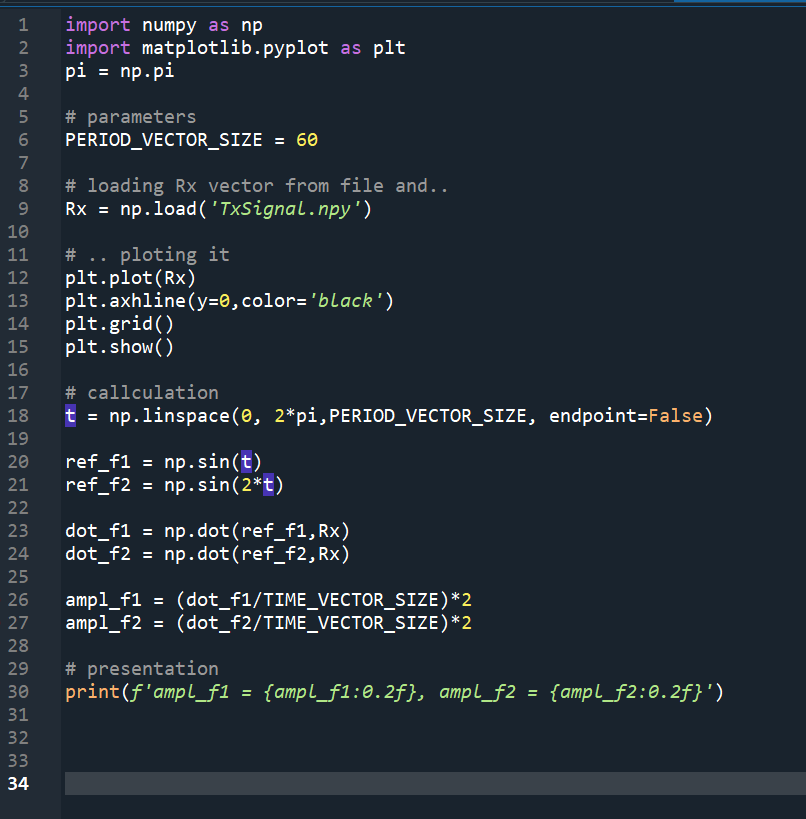 1 import numpy as np
2 import matplotlib.pyplot as plt
3 pi = np.pi
4
5 # parameters
6 PERIOD_VECTOR_SIZE = 60
7
8 # loading Rx vector from file and..
9 Rx = np.load('TxSignal.npy')
10
11 # .. ploting it
12 plt.plot(Rx)
13 plt.axhline(y=0,color='black')
14 plt.grid()
15 plt.show()
16
17 # callculation
18 t = np.linspace(0, 2*pi,PERIOD_VECTOR_SIZE, endpoint=False)
19
20 ref_f1 = np.sin(t)
21 ref_f2 = np.sin(2*t)
22
23 dot_f1 = np.dot(ref_f1,Rx)
24 dot_f2 = np.dot(ref_f2,Rx)
25
26 ampl_f1 = (dot_f1/TIME_VECTOR_SIZE)*2
27 ampl_f2 = (dot_f2/TIME_VECTOR_SIZE)*2
28
29 # presentation
30 print(f'ampl_f1 = {ampl_f1:0.2f}, ampl_f2 = {ampl_f2:0.2f}')
31
32
33
34